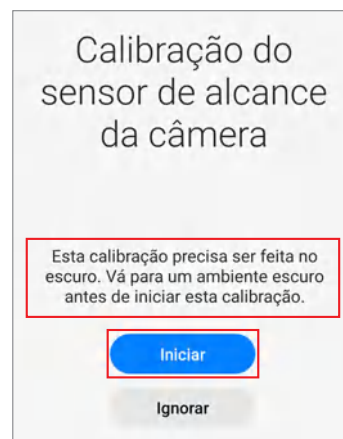 Calibração do
sensor de alcance
da câmera
Esta calibração precisa ser feita no
escuro. Vá para um ambiente escuro
antes de iniciar esta calibração.
Iniciar
Ignorar